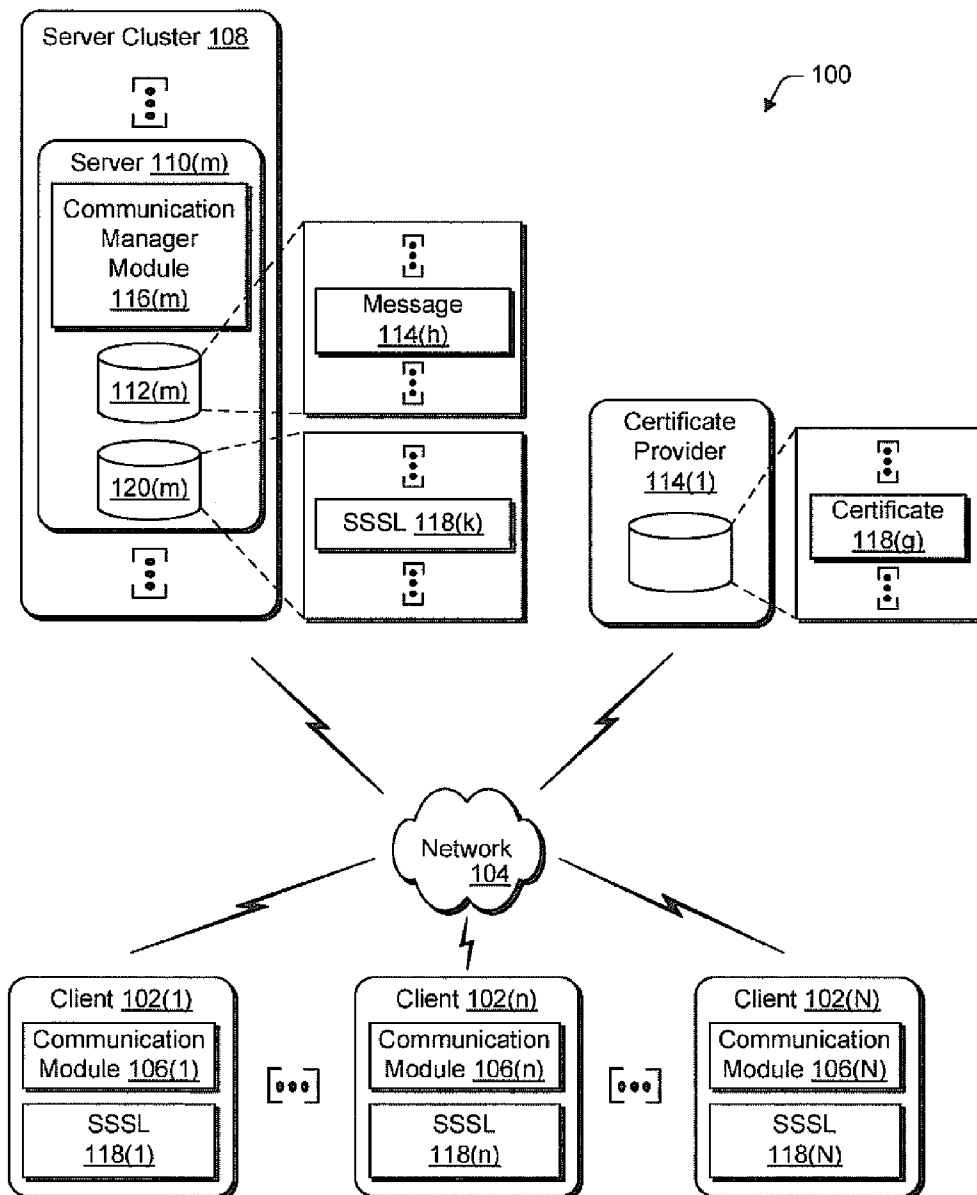 Server Cluster 108
100
Server 110(m)
Communication
Manager
Module
116(m)
112(m)
120(m)
Message
114(h)
SSSL 118(k)
Certificate
Provider
114(1)
Certificate
118(g)
Network
104
Client 102(1)
Communication
Module 106(1)
SSSL
118(1)
Client 102(n)
Communication
Module 106(n)
SSSL
118(n)
Client 102(N)
Communication
Module 106(N)
SSSL
118(N)